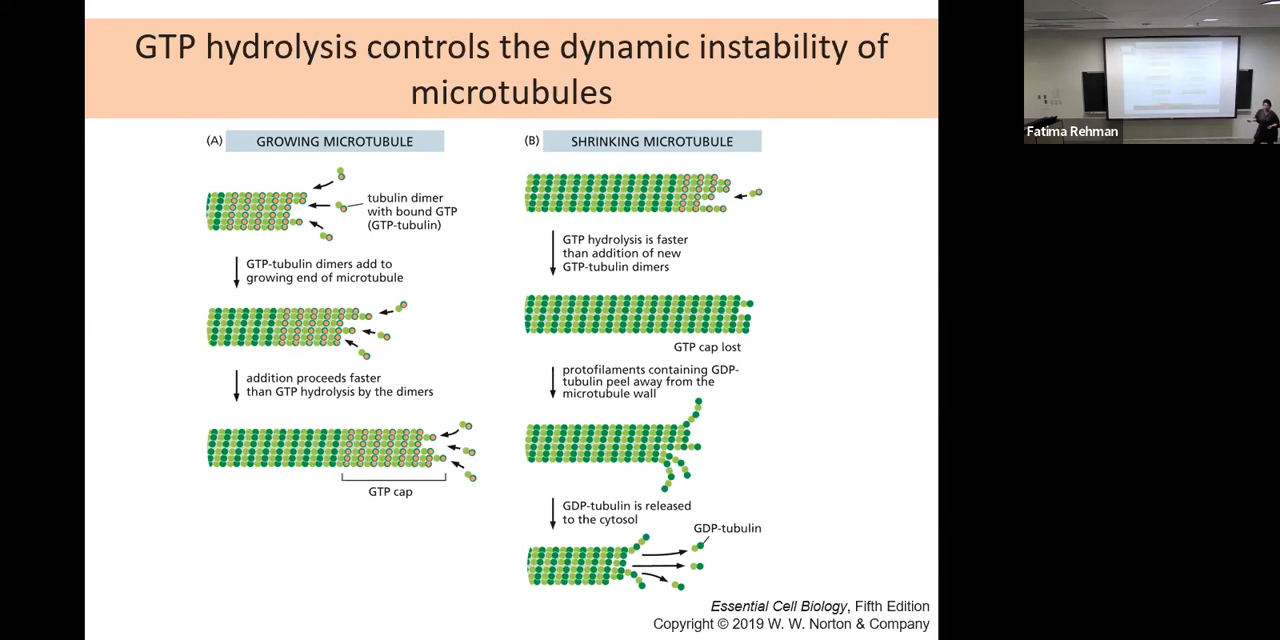 GTP hydrolysis controls the dynamic instability of
microtubules
(A) GROWING MICROTUBULE
tubulin dimer
with bound GTP
(GTP-tubulin)
GTP-tubulin dimers add to
growing end of microtubule
addition proceeds faster
than GTP hydrolysis by the dimers
GTP cap
(B) SHRINKING MICROTUBULE
GTP hydrolysis is faster
than addition of new
GTP-tubulin dimers
GTP cap lost
protofilaments containing GDP-
tubulin peel away from the
microtubule wall
GDP-tubulin is released
to the cytosol
GDP-tubulin
Essential Cell Biology, Fifth Edition
Copyright © 2019 W. W. Norton & Company
Fatima Rehman